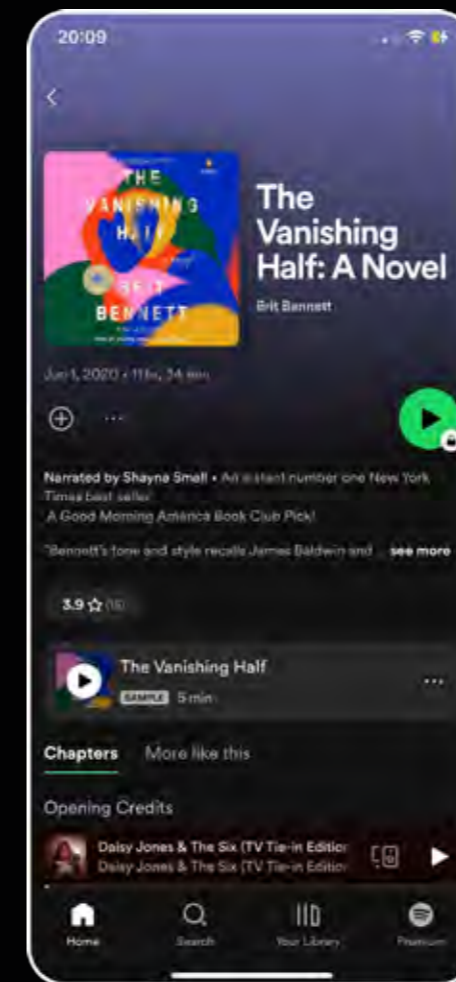 20:09
THE
VANISHING
HALF
BRIT
BENNETT
The
Vanishing
Half: A Novel
Brit Bennett
Jun 1, 2020 • 11 hr, 34 min
Narrated by Shayna Small • An instant number one New York
Times best seller
A Good Morning America Book Club Pick!
"Bennett's tone and style recalls James Baldwin and ... see more
3.9 (15)
The Vanishing Half
SAMPLE 5 min
Chapters More like this
Opening Credits
Daisy Jones & The Six (TV Tie-in Edition
Daisy Jones & The Six (TV Tie-in Edition
Home Search Your Library Premium